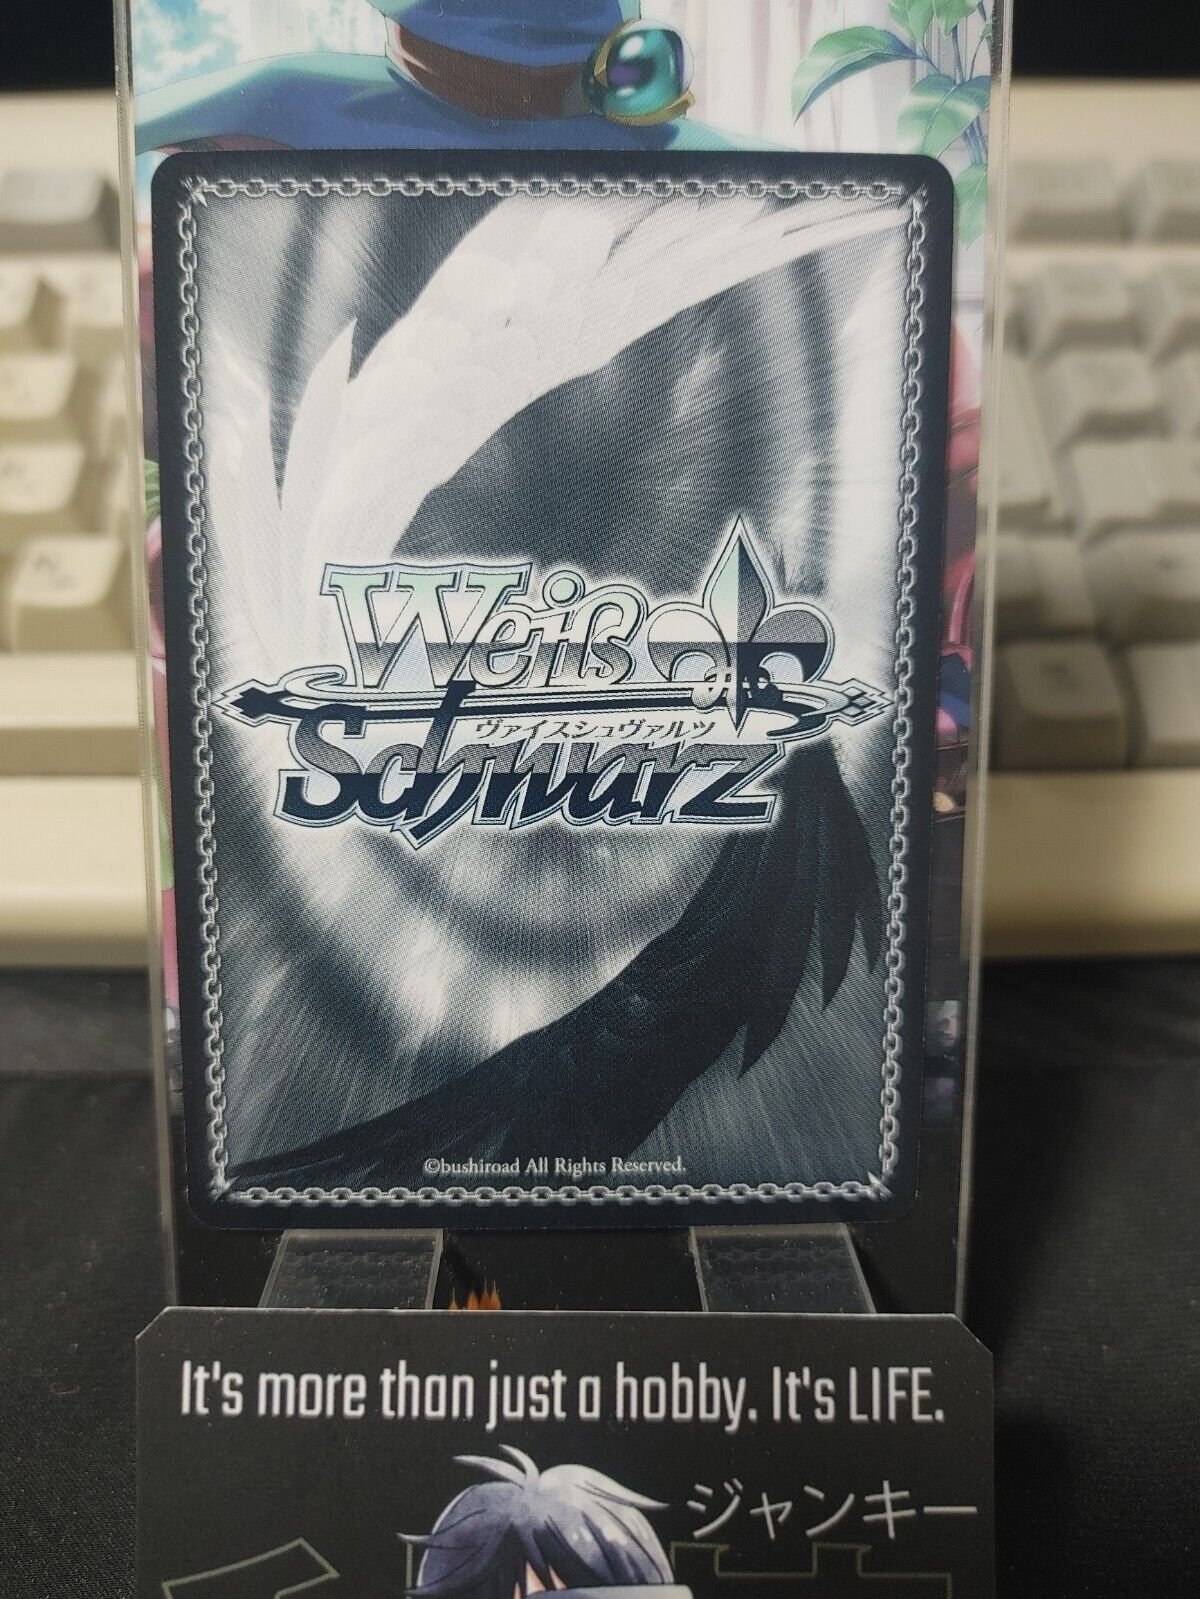 Weiß
Schwarz
ヴァイスシュヴァルツ
©bushiroad All Rights Reserved.
It's more than just a hobby. It's LIFE.
ジャンキー